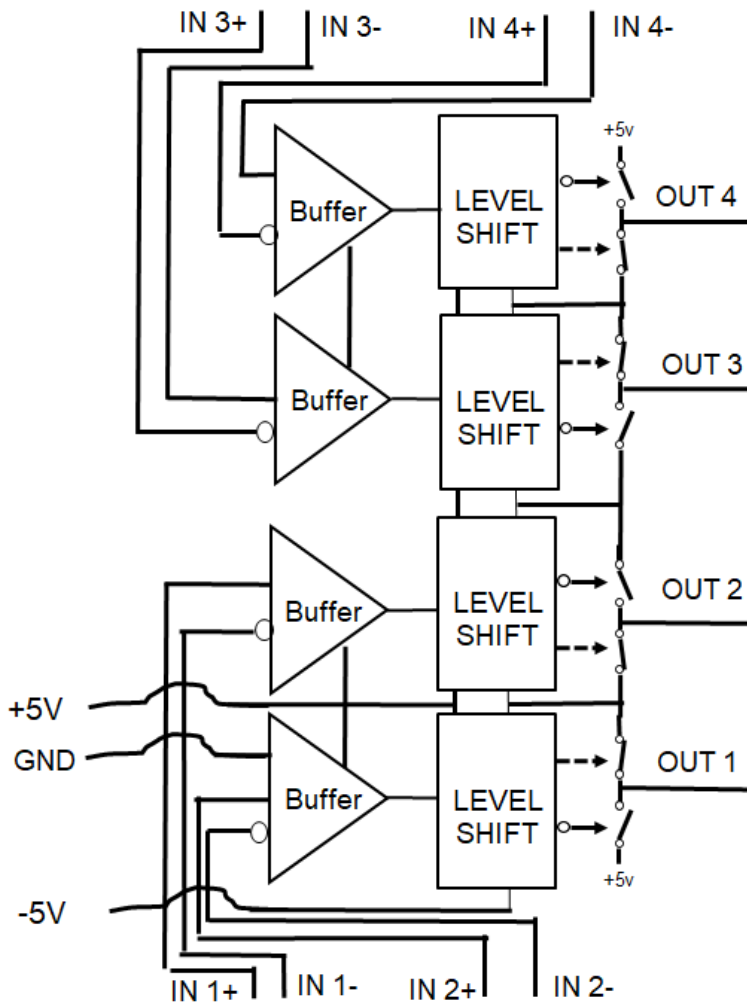 IN 3+ IN 3- IN 4+ IN 4-
+5v
Buffer
LEVEL
SHIFT
OUT 4
Buffer
LEVEL
SHIFT
OUT 3
Buffer
LEVEL
SHIFT
OUT 2
+5V
GND
Buffer
LEVEL
SHIFT
OUT 1
+5v
-5V
IN 1+ IN 1- IN 2+ IN 2-